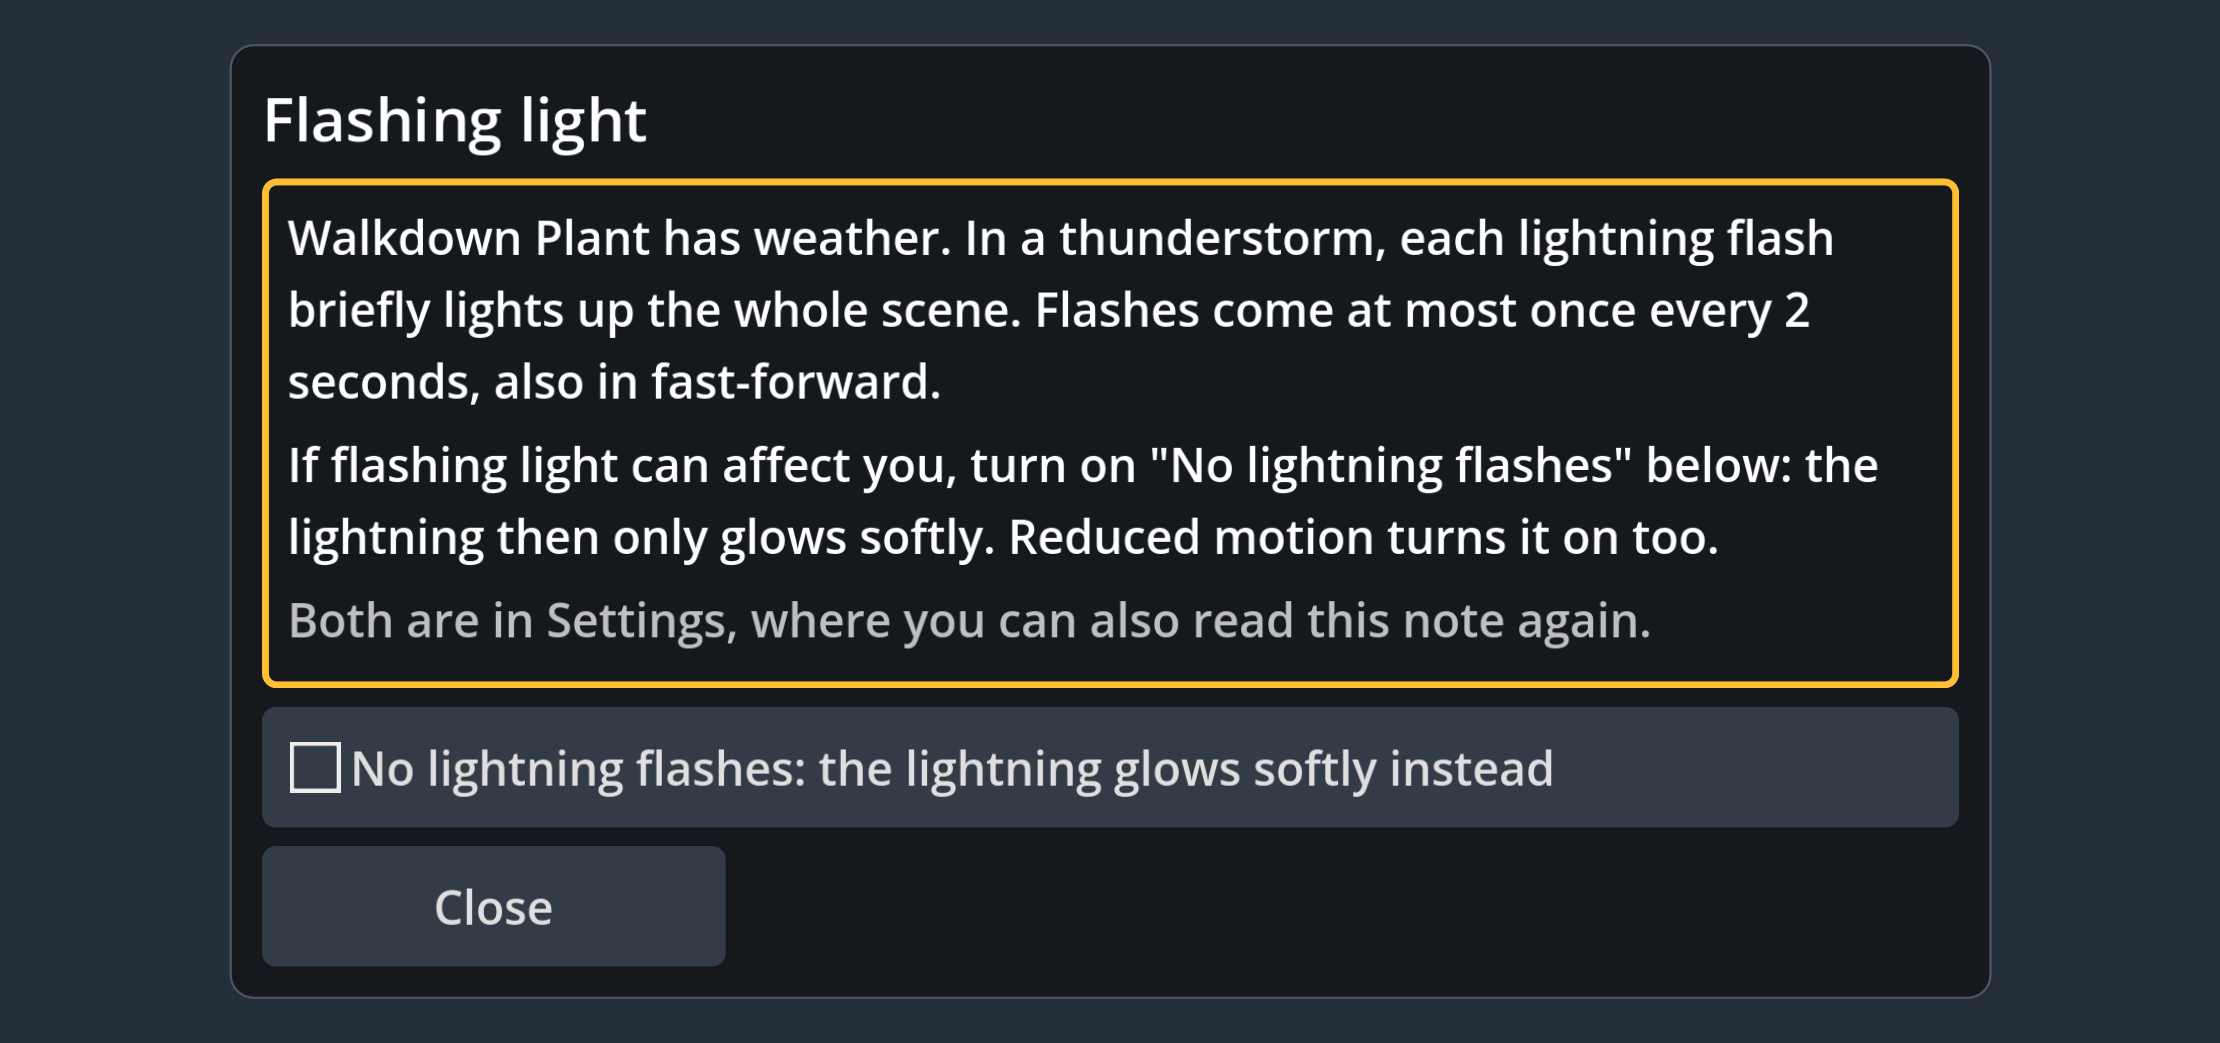 Flashing light
Walkdown Plant has weather. In a thunderstorm, each lightning flash
briefly lights up the whole scene. Flashes come at most once every 2
seconds, also in fast-forward.
If flashing light can affect you, turn on "No lightning flashes" below: the
lightning then only glows softly. Reduced motion turns it on too.
Both are in Settings, where you can also read this note again.
No lightning flashes: the lightning glows softly instead
Close